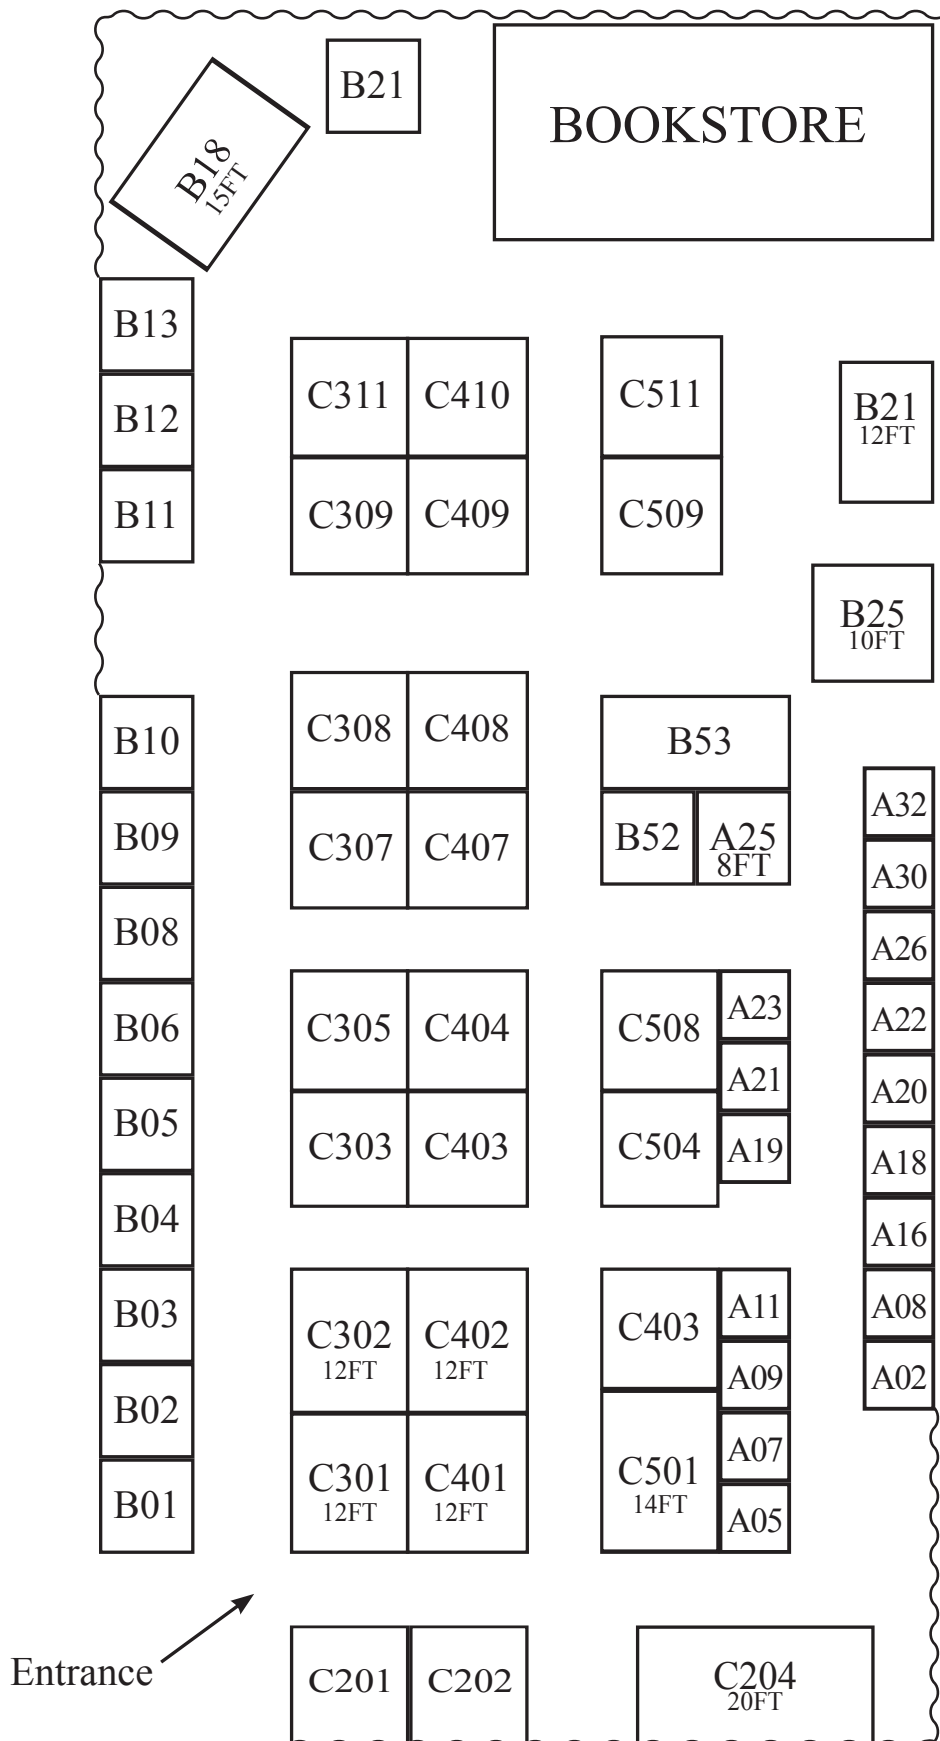 B21
BOOKSTORE
B18
15FT
B13
C311 C410 C511
B21
12FT
B12
B11
C309 C409 C509
B25
10FT
B10
C308 C408 B53
A32
B09
C307 C407 B52 A25
8FT
A30
B08
A26
B06
C305 C404 C508 A23
A22
A21
A20
B05
C303 C403 C504 A19
A18
B04
A16
B03
C302 C402 C403 A11
12FT 12FT
A08
A09
A02
B02
A07
C301 C401 C501
12FT 12FT 14FT
B01
A05
Entrance
C201 C202 C204
20FT